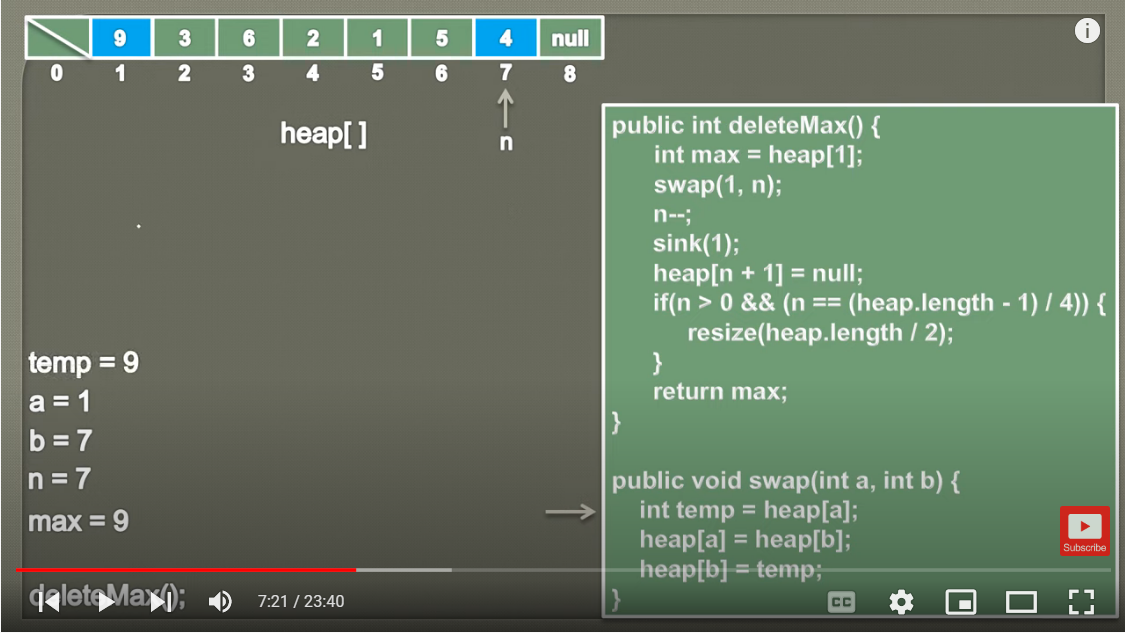 9 3 6 2 1 5 4 null
0 1 2 3 4 5 6 7 8
heap[ ]
n
public int deleteMax() {
int max = heap[1];
swap(1, n);
n--;
sink(1);
heap[n + 1] = null;
if(n > 0 && (n == (heap.length - 1) / 4)) {
resize(heap.length / 2);
}
return max;
}
public void swap(int a, int b) {
int temp = heap[a];
heap[a] = heap[b];
heap[b] = temp;
}
temp = 9
a = 1
b = 7
n = 7
max = 9
deleteMax();
Subscribe
7:21 / 23:40
CC